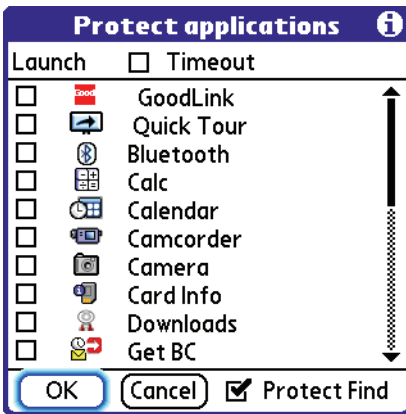 Protect applications i
Launch Timeout
Good GoodLink
Quick Tour
Bluetooth
Calc
Calendar
Camcorder
Camera
Card Info
Downloads
Get BC
OK Cancel Protect Find